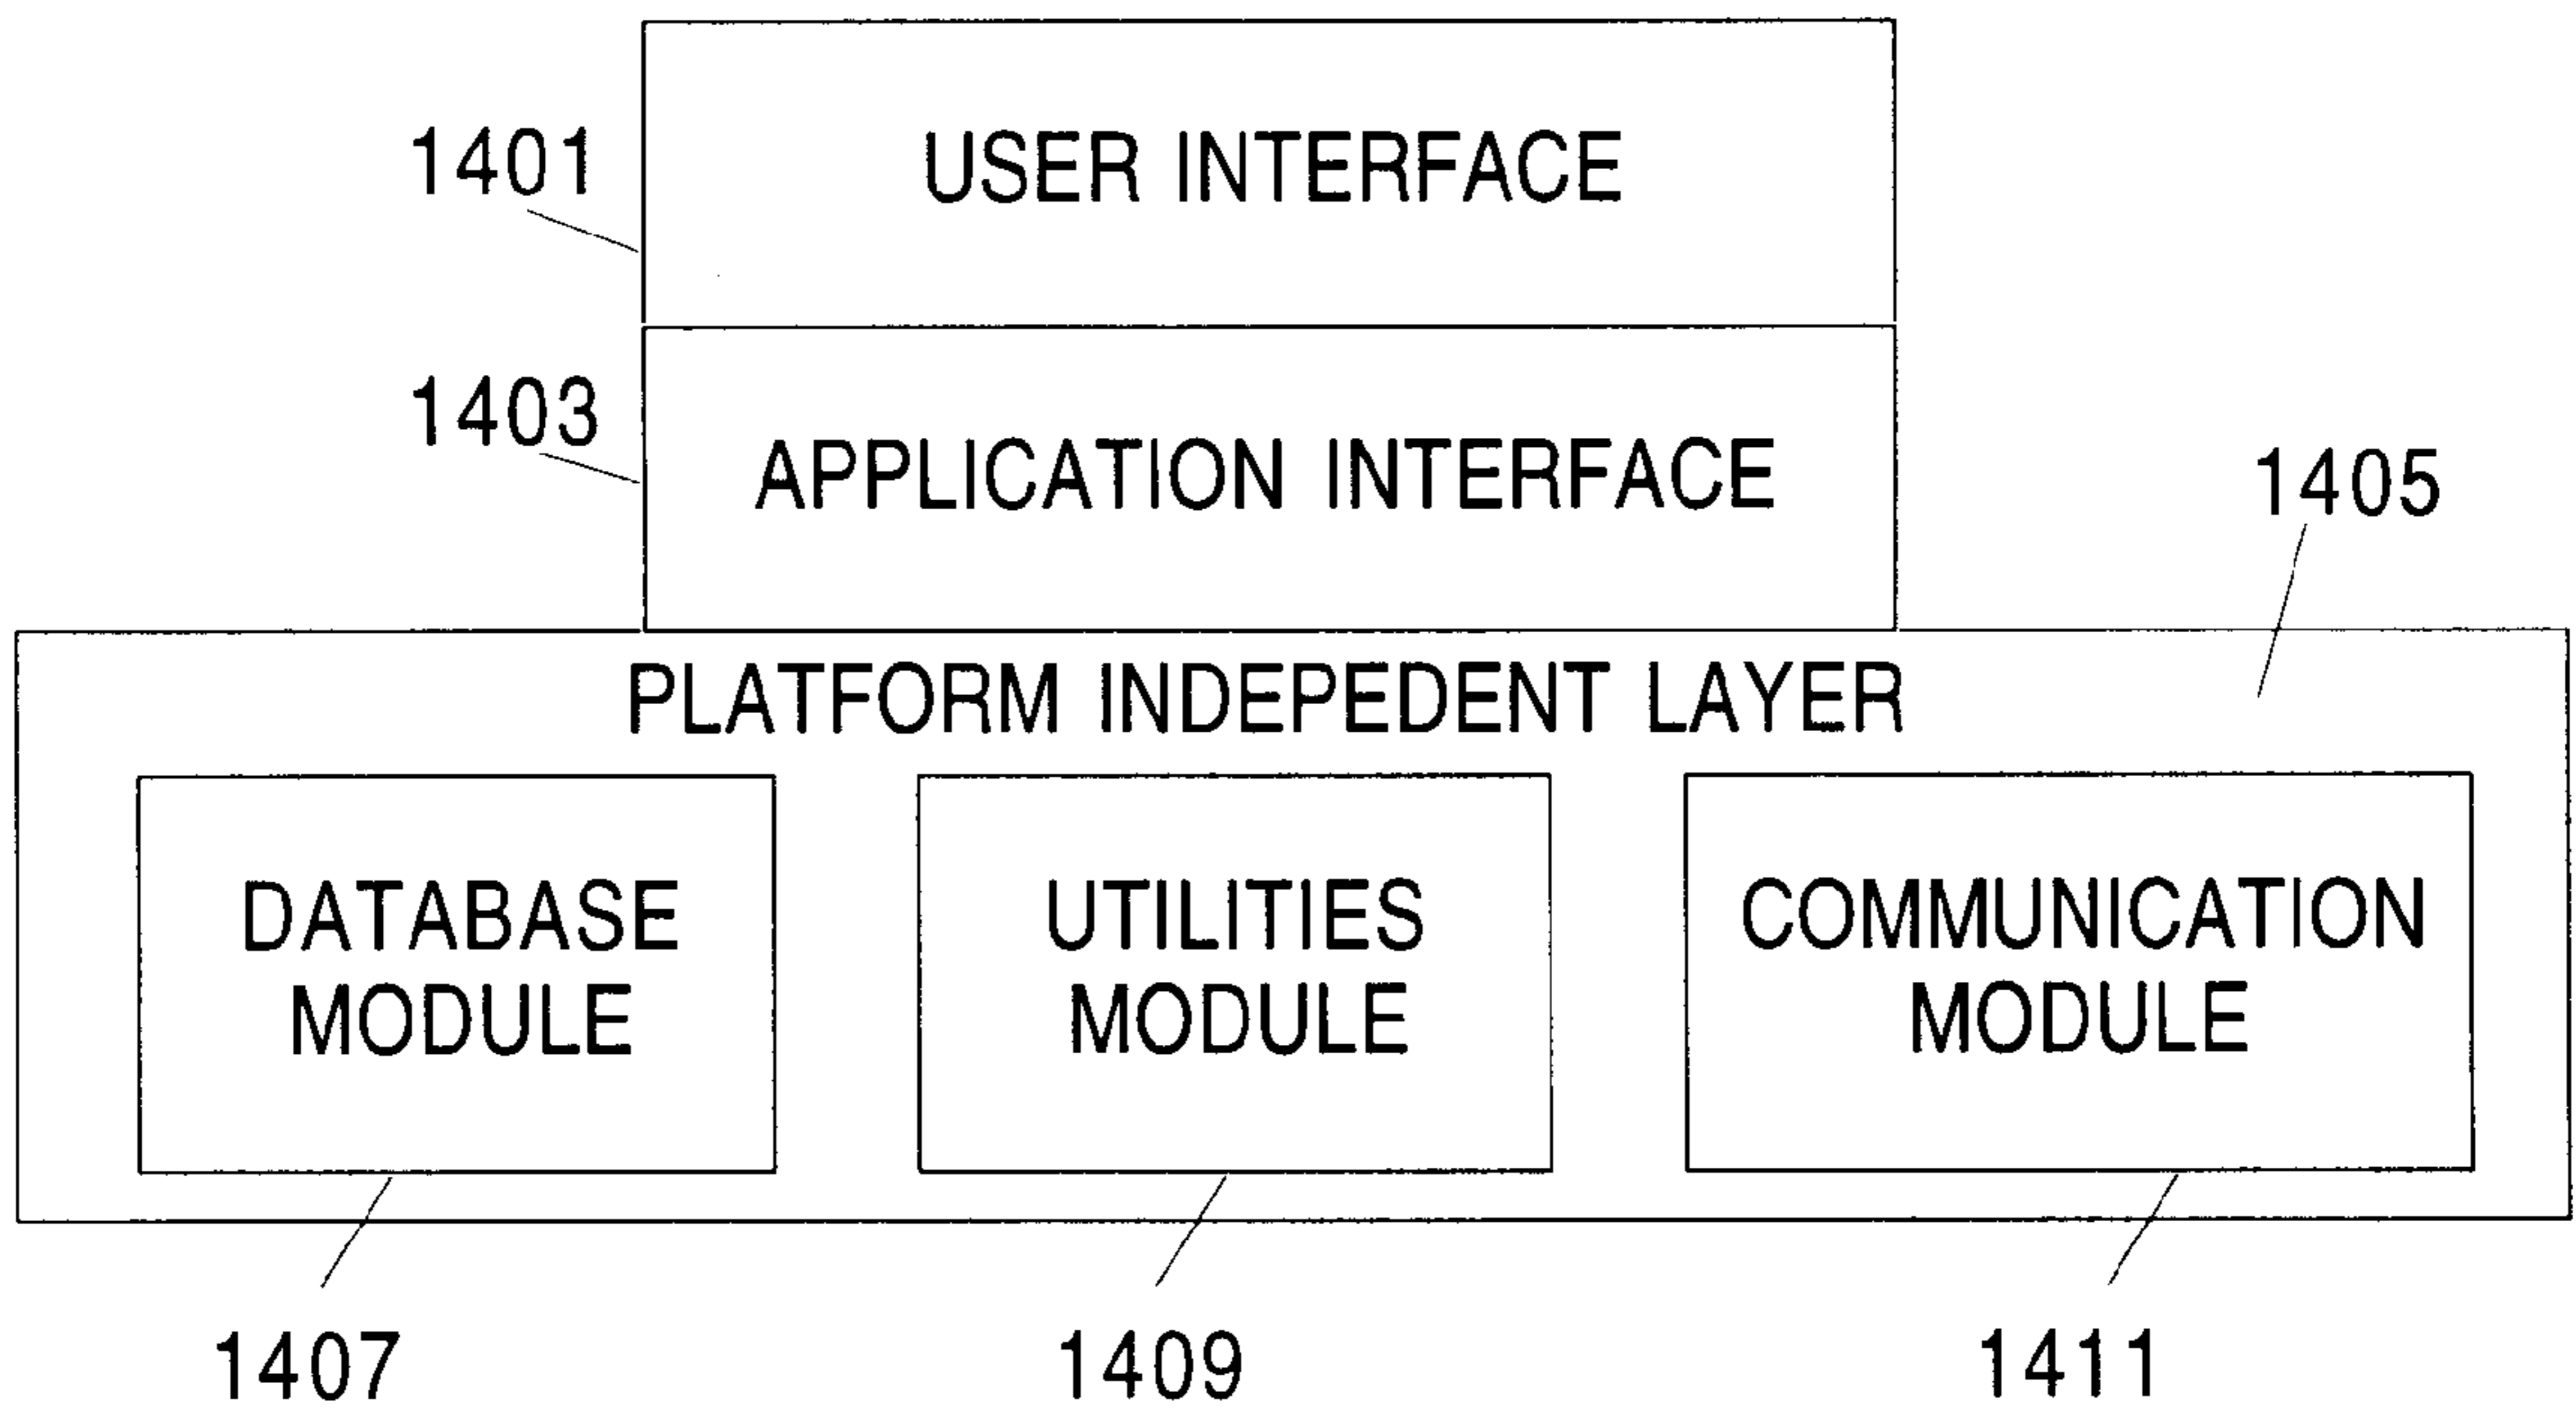 1401
USER INTERFACE
1403
APPLICATION INTERFACE
1405
PLATFORM INDEPEDENT LAYER
DATABASE
MODULE
UTILITIES
MODULE
COMMUNICATION
MODULE
1407
1409
1411